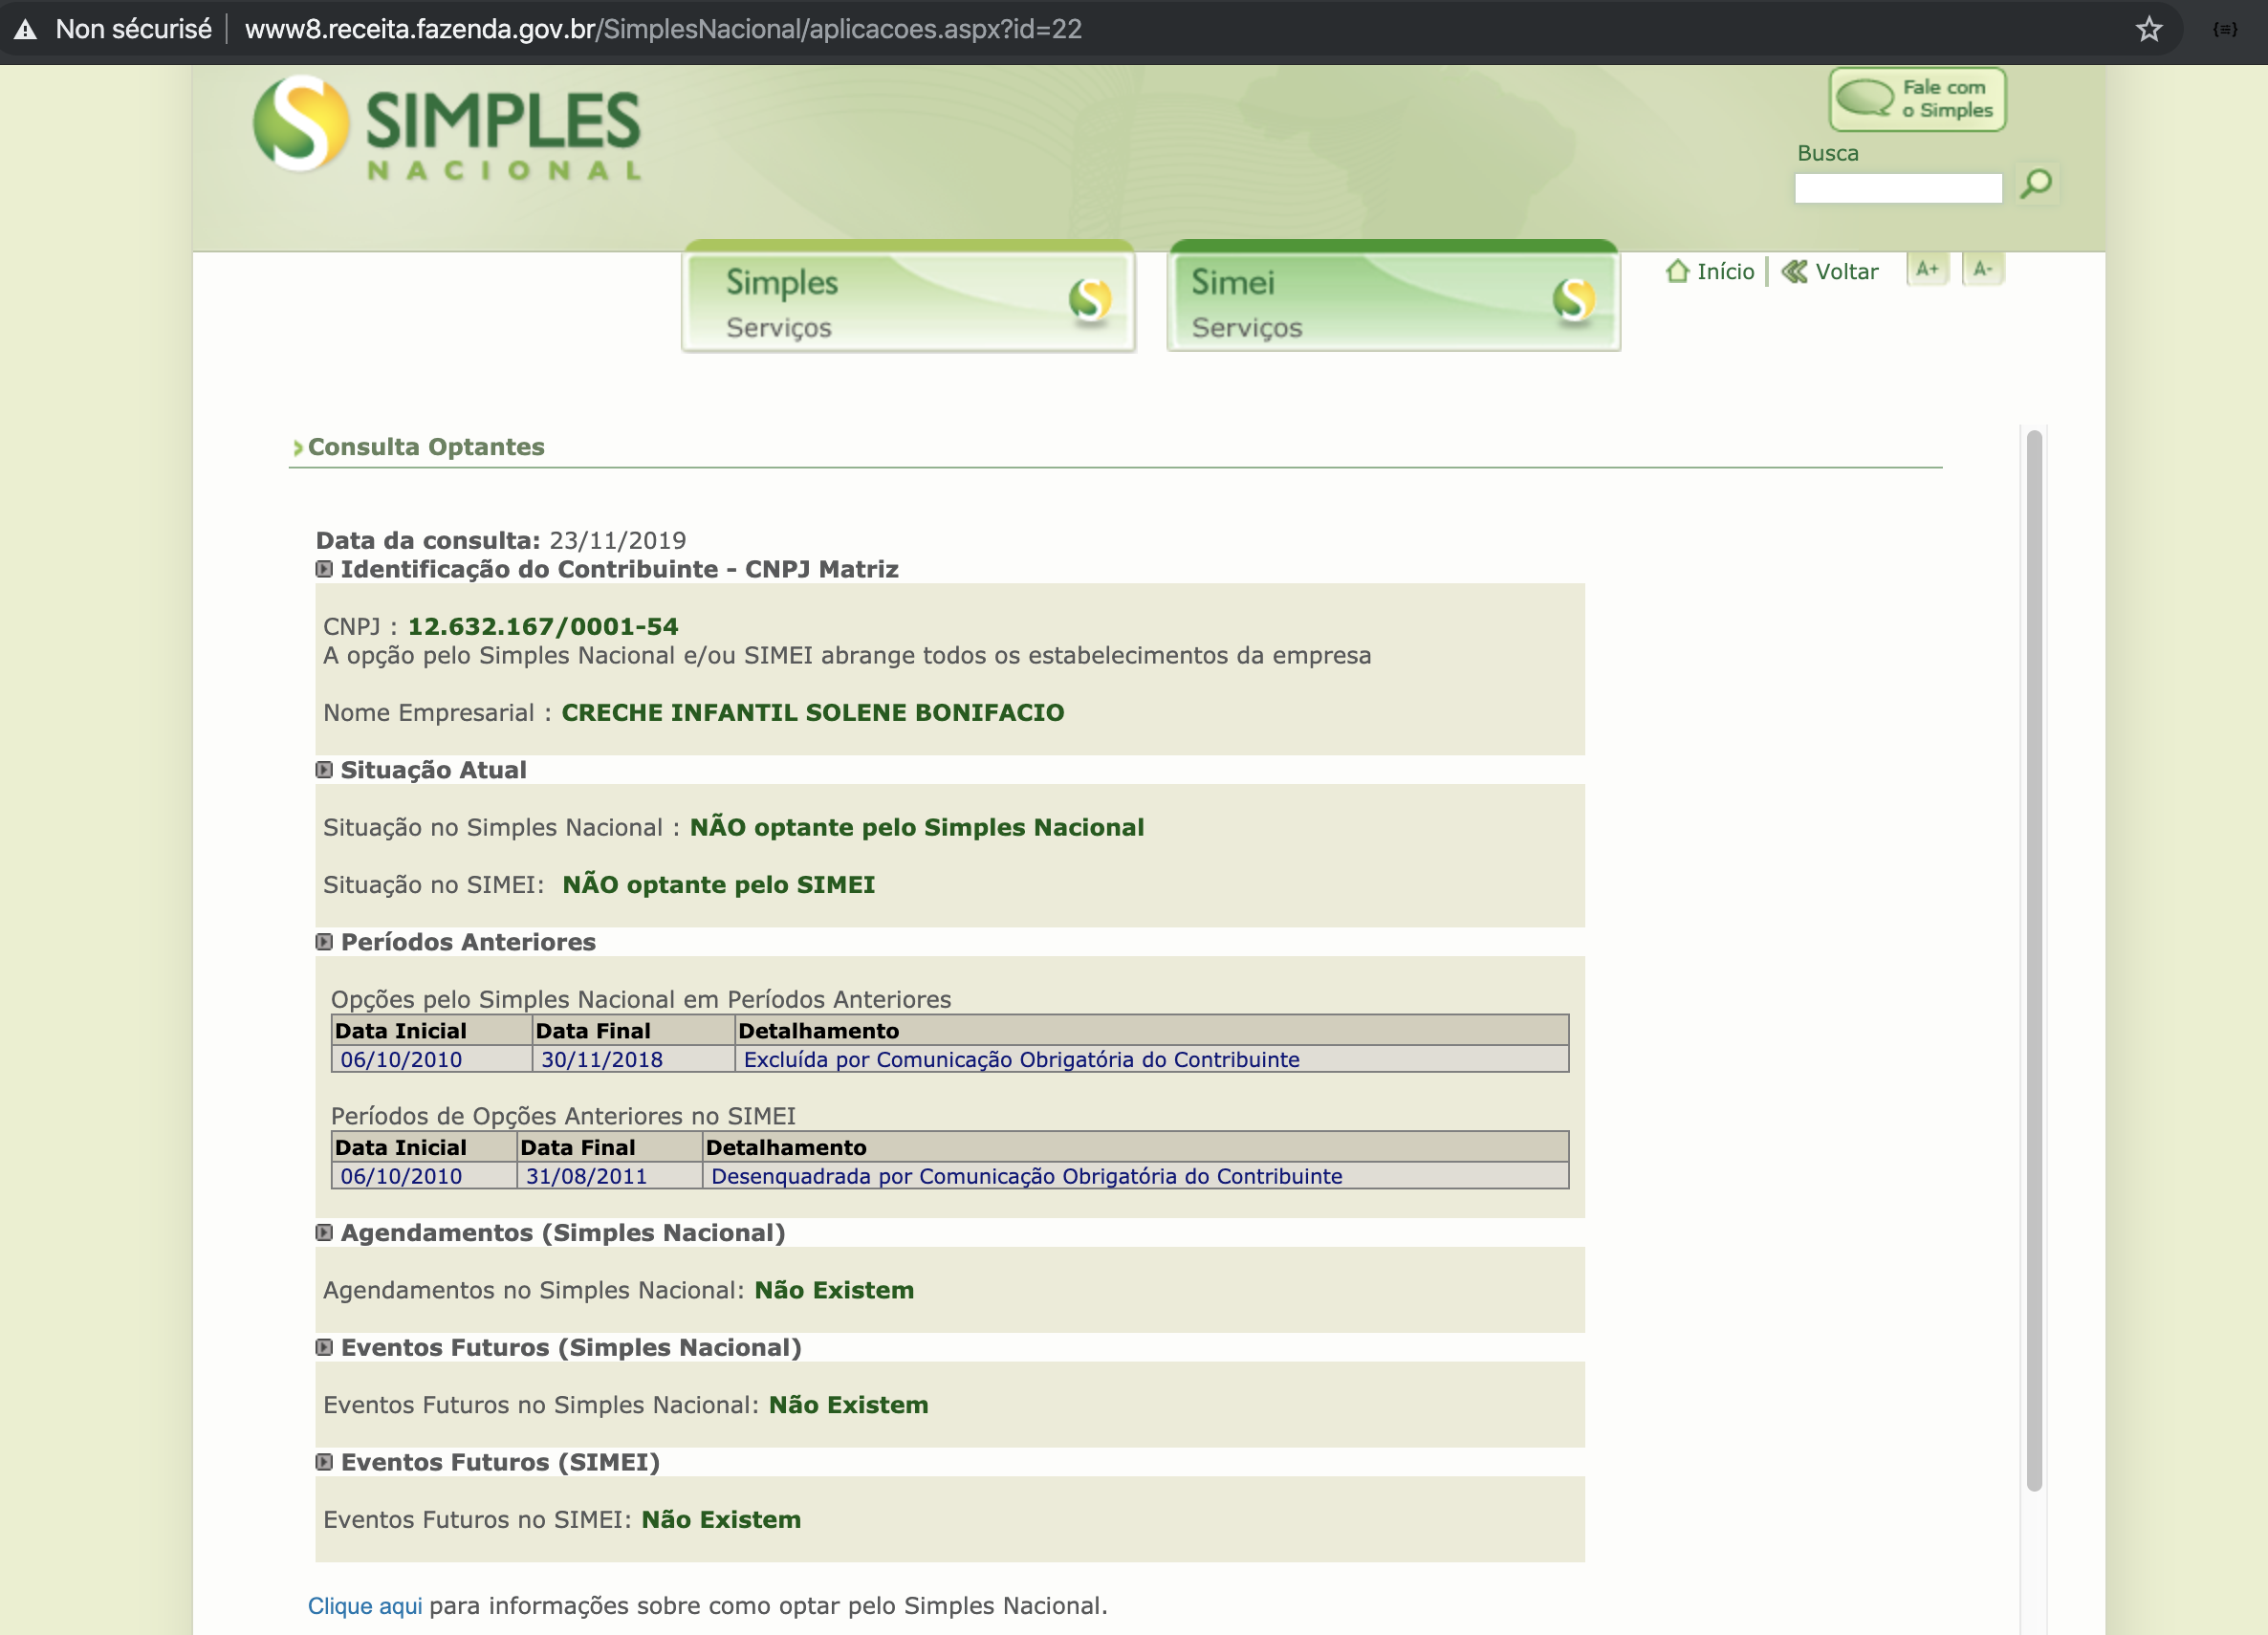 Non sécurisé | www8.receita.fazenda.gov.br/SimplesNacional/aplicacoes.aspx?id=22
SIMPLES
NACIONAL
Fale com
o Simples
Busca
Simples
Serviços
Simei
Serviços
Início | Voltar A+ A-
Consulta Optantes
Data da consulta: 23/11/2019
Identificação do Contribuinte - CNPJ Matriz
CNPJ : 12.632.167/0001-54
A opção pelo Simples Nacional e/ou SIMEI abrange todos os estabelecimentos da empresa
Nome Empresarial : CRECHE INFANTIL SOLENE BONIFACIO
Situação Atual
Situação no Simples Nacional : NÃO optante pelo Simples Nacional
Situação no SIMEI: NÃO optante pelo SIMEI
Períodos Anteriores
Opções pelo Simples Nacional em Períodos Anteriores
Data Inicial Data Final Detalhamento
06/10/2010 30/11/2018 Excluída por Comunicação Obrigatória do Contribuinte
Períodos de Opções Anteriores no SIMEI
Data Inicial Data Final Detalhamento
06/10/2010 31/08/2011 Desenquadrada por Comunicação Obrigatória do Contribuinte
Agendamentos (Simples Nacional)
Agendamentos no Simples Nacional: Não Existem
Eventos Futuros (Simples Nacional)
Eventos Futuros no Simples Nacional: Não Existem
Eventos Futuros (SIMEI)
Eventos Futuros no SIMEI: Não Existem
Clique aqui para informações sobre como optar pelo Simples Nacional.